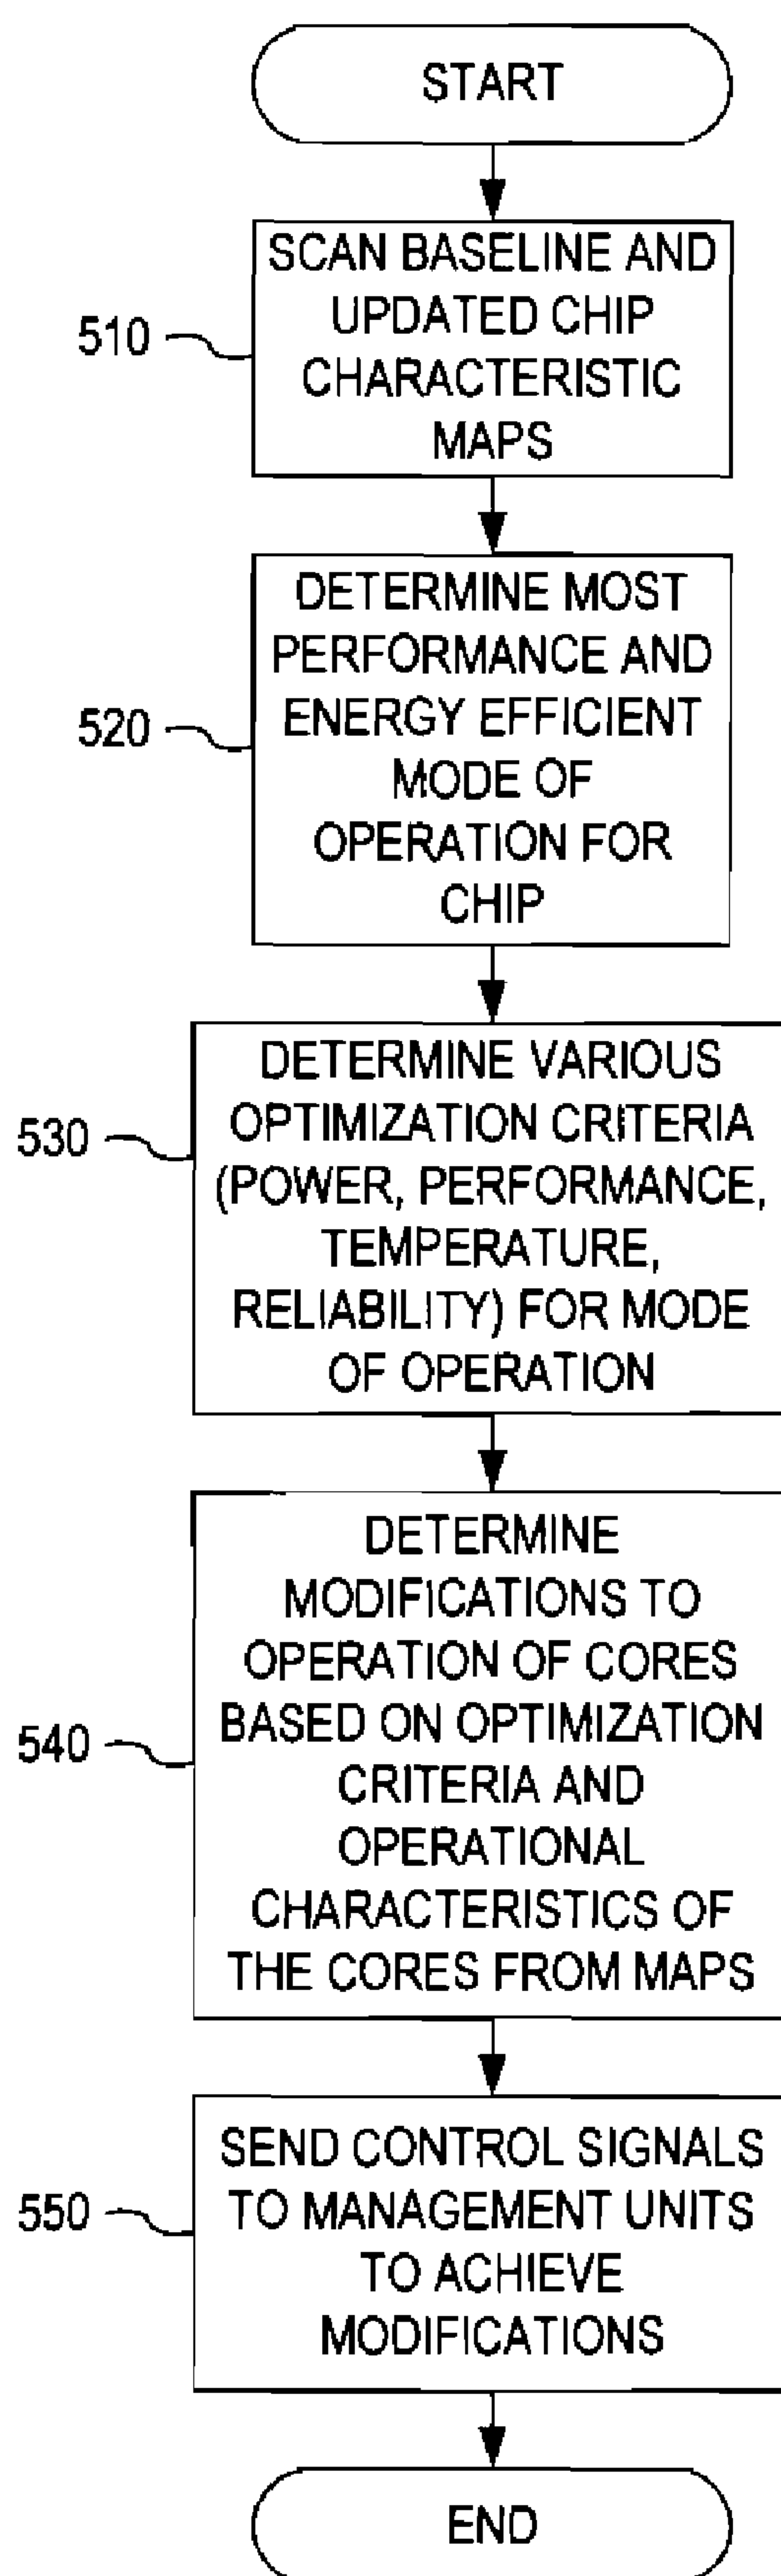 START
510
SCAN BASELINE AND
UPDATED CHIP
CHARACTERISTIC
MAPS
520
DETERMINE MOST
PERFORMANCE AND
ENERGY EFFICIENT
MODE OF
OPERATION FOR
CHIP
530
DETERMINE VARIOUS
OPTIMIZATION CRITERIA
(POWER, PERFORMANCE,
TEMPERATURE,
RELIABILITY) FOR MODE
OF OPERATION
540
DETERMINE
MODIFICATIONS TO
OPERATION OF CORES
BASED ON OPTIMIZATION
CRITERIA AND
OPERATIONAL
CHARACTERISTICS OF
THE CORES FROM MAPS
550
SEND CONTROL SIGNALS
TO MANAGEMENT UNITS
TO ACHIEVE
MODIFICATIONS
END